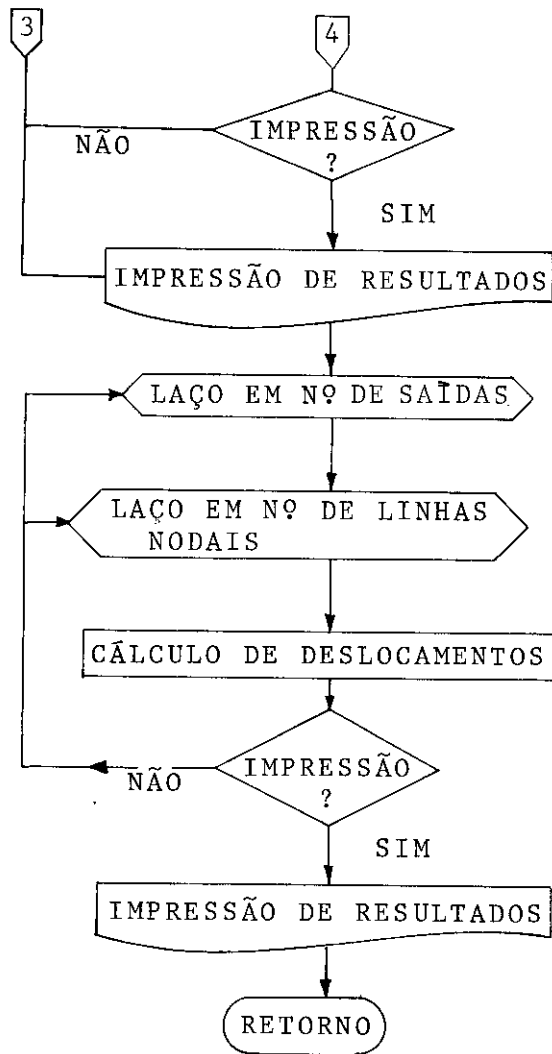 3
4
IMPRESSÃO
?
NÃO
SIM
IMPRESSÃO DE RESULTADOS
LAÇO EM Nº DE SAÍDAS
LAÇO EM Nº DE LINHAS
NODAIS
CÁLCULO DE DESLOCAMENTOS
IMPRESSÃO
?
NÃO
SIM
IMPRESSÃO DE RESULTADOS
RETORNO